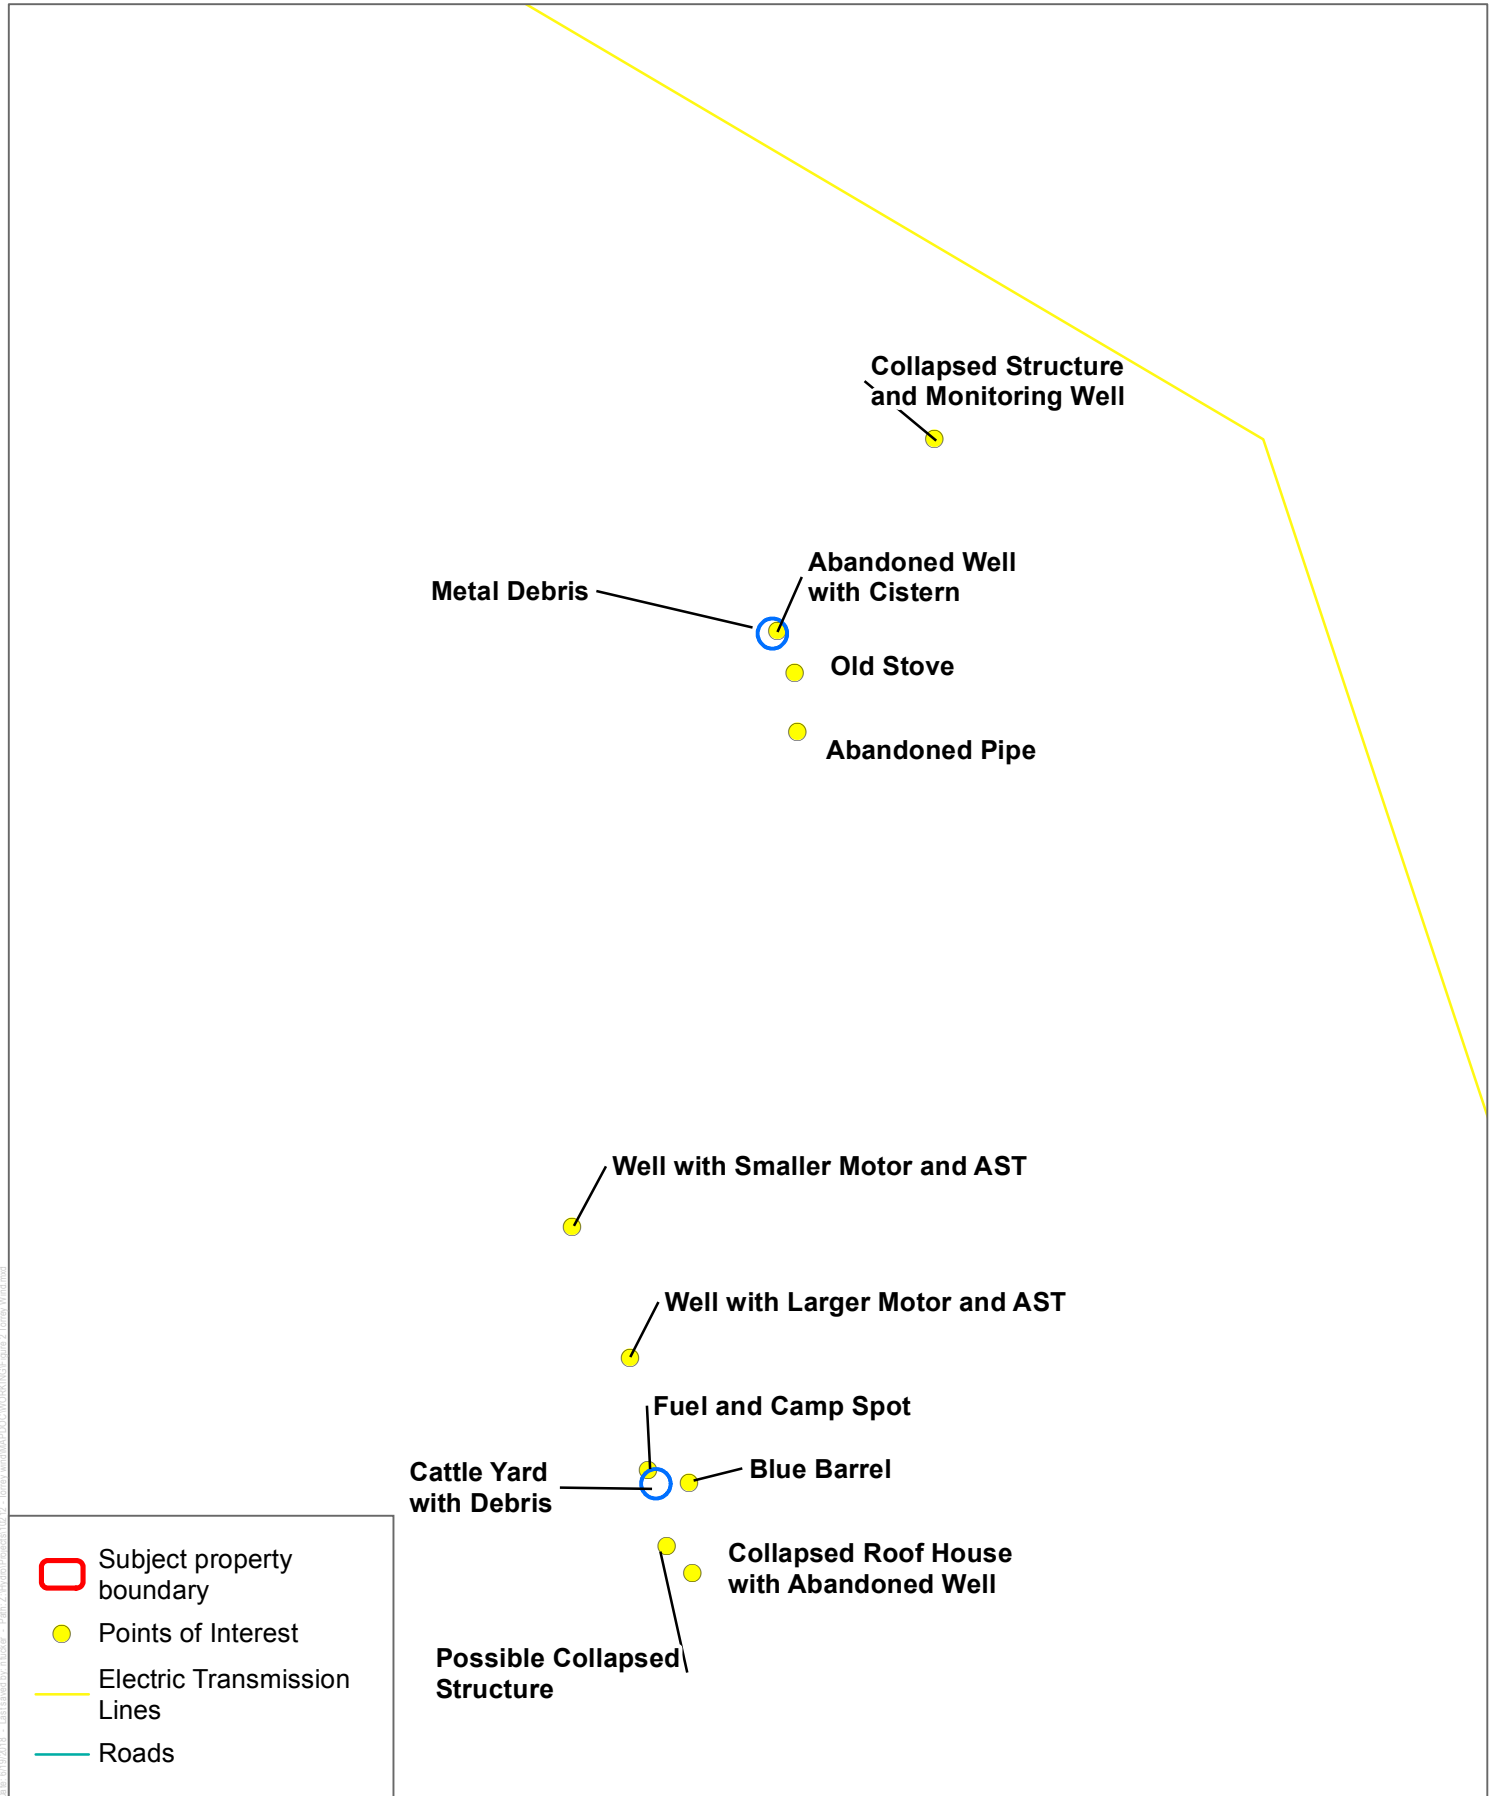 Collapsed Structure
and Monitoring Well
Abandoned Well
with Cistern
Metal Debris
Old Stove
Abandoned Pipe
Well with Smaller Motor and AST
Well with Larger Motor and AST
Fuel and Camp Spot
Blue Barrel
Cattle Yard
with Debris
Collapsed Roof House
with Abandoned Well
Possible Collapsed
Structure
Subject property
boundary
Points of Interest
Electric Transmission
Lines
Roads